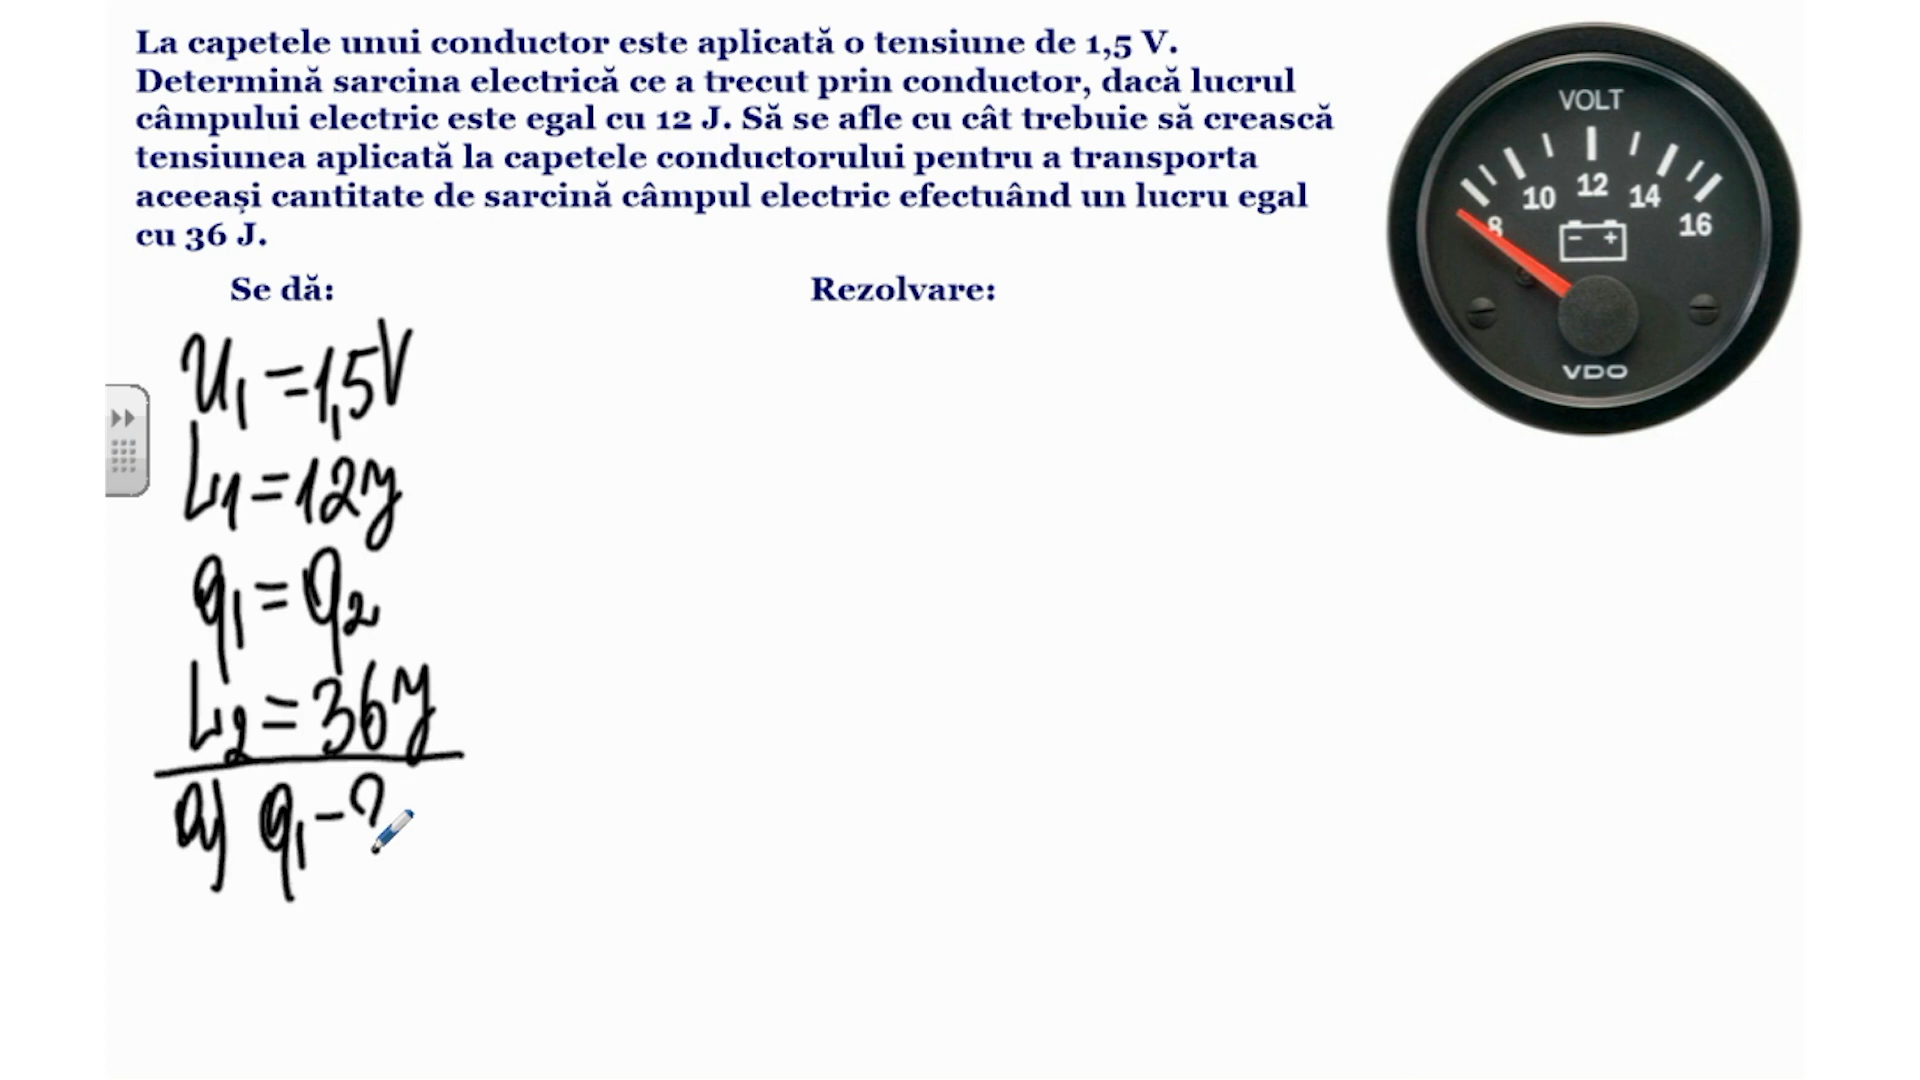 La capetele unui conductor este aplicată o tensiune de 1,5 V.
Determină sarcina electrică ce a trecut prin conductor, dacă lucrul
câmpului electric este egal cu 12 J. Să se afle cu cât trebuie să crească
tensiunea aplicată la capetele conductorului pentru a transporta
aceeași cantitate de sarcină câmpul electric efectuând un lucru egal
cu 36 J.
Se dă:
Rezolvare:
U1 = 1,5V
L1 = 12J
q1 = q2
L2 = 36J
a) q1 - ?
VOLT
8 10 12 14 16
- +
VDO